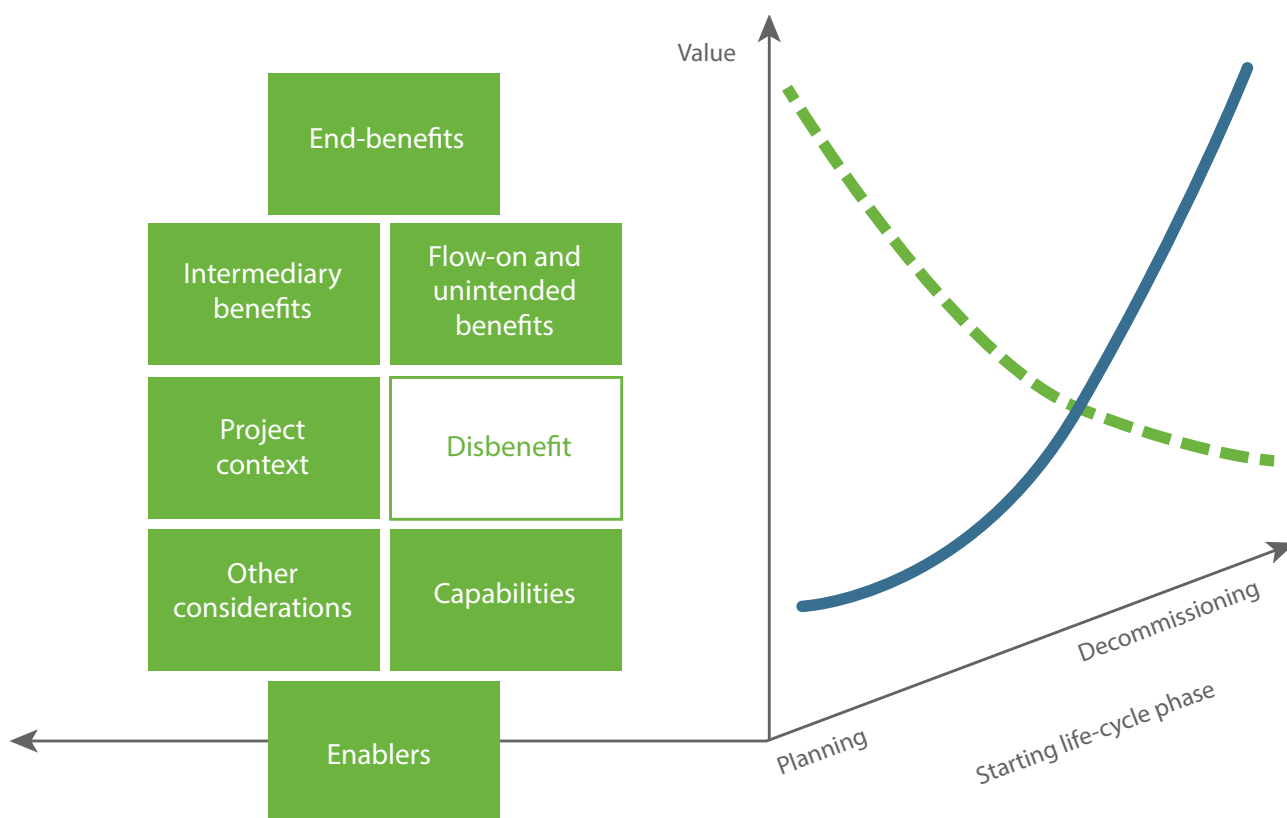 Value
End-benefits
Intermediary
benefits
Flow-on and
unintended
benefits
Project
context
Disbenefit
Other
considerations
Capabilities
Enablers
Planning
Decommissioning
Starting life-cycle phase